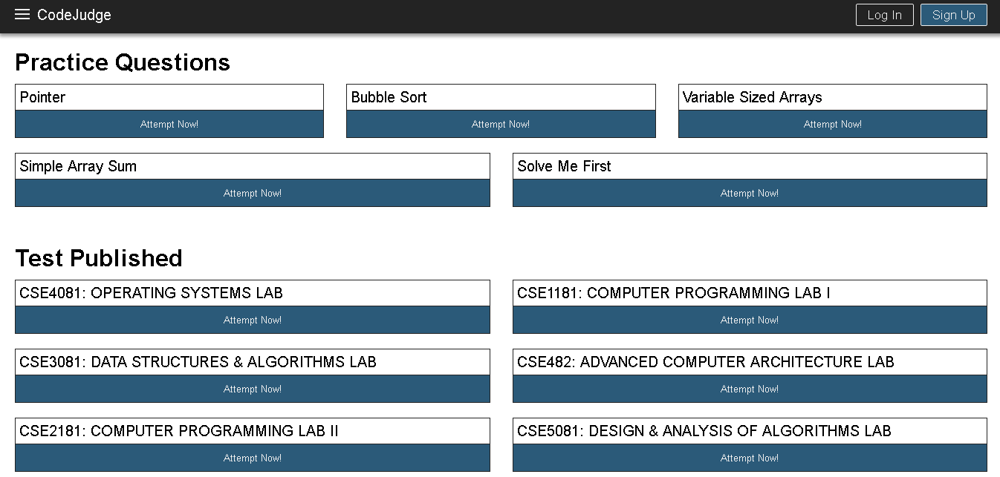 CodeJudge
Log In
Sign Up
Practice Questions
Pointer
Bubble Sort
Variable Sized Arrays
Attempt Now!
Attempt Now!
Attempt Now!
Simple Array Sum
Solve Me First
Attempt Now!
Attempt Now!
Test Published
CSE4081: OPERATING SYSTEMS LAB
CSE1181: COMPUTER PROGRAMMING LAB I
Attempt Now!
Attempt Now!
CSE3081: DATA STRUCTURES & ALGORITHMS LAB
CSE482: ADVANCED COMPUTER ARCHITECTURE LAB
Attempt Now!
Attempt Now!
CSE2181: COMPUTER PROGRAMMING LAB II
CSE5081: DESIGN & ANALYSIS OF ALGORITHMS LAB
Attempt Now!
Attempt Now!